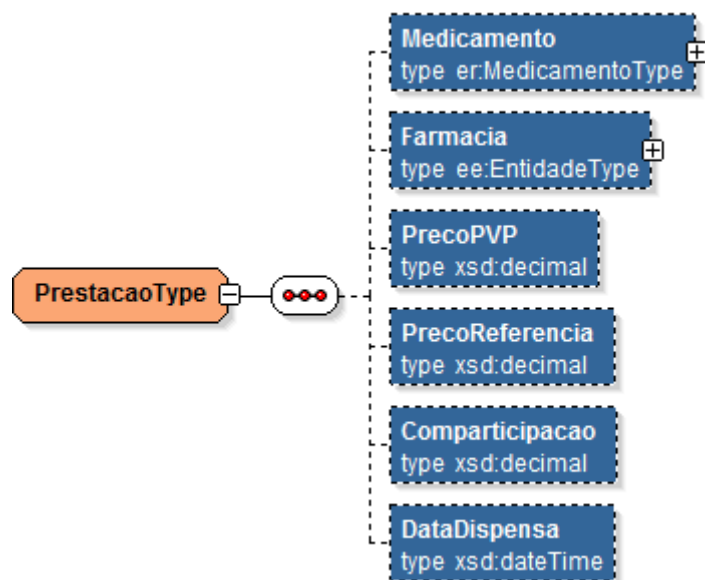 Medicamento
type er:MedicamentoType
Farmacia
type ee:EntidadeType
PrecoPVP
type xsd:decimal
PrestacaoType
PrecoReferencia
type xsd:decimal
Comparticipacao
type xsd:decimal
DataDispensa
type xsd:dateTime